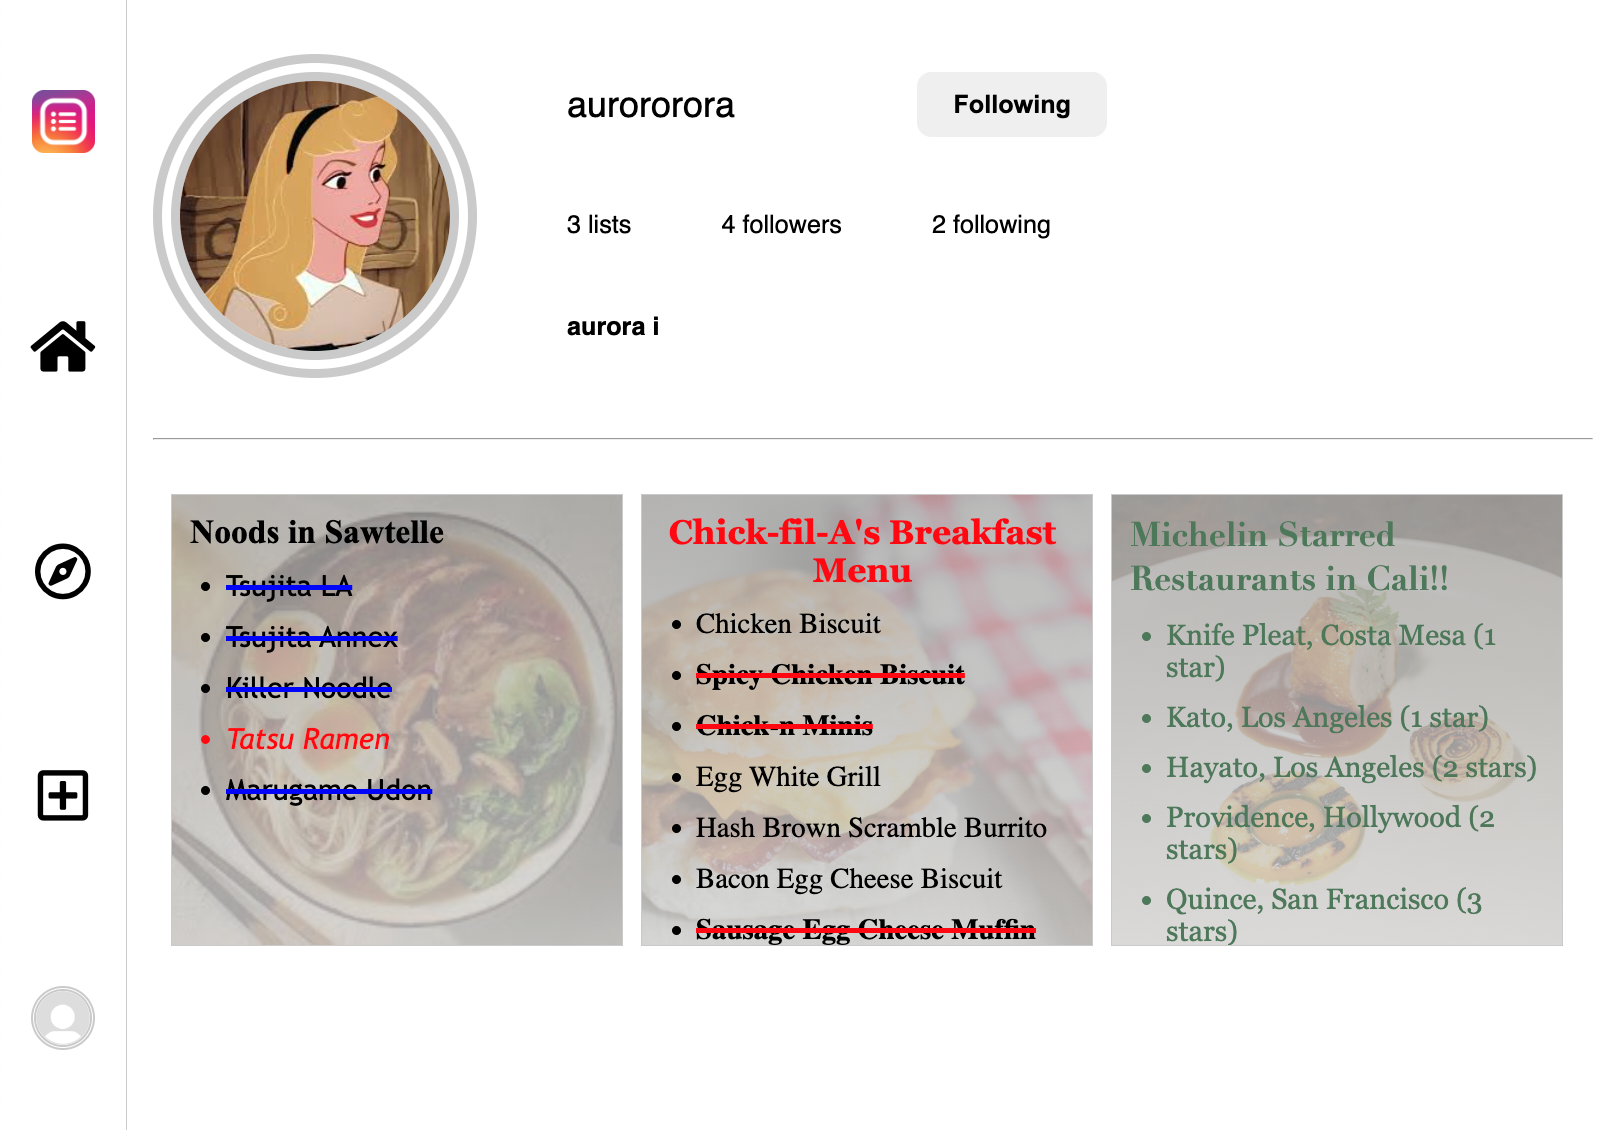 aurororora
Following
3 lists
4 followers
2 following
aurora i
Noods in Sawtelle
Tsujita LA
Tsujita Annex
Killer Noodle
Tatsu Ramen
Marugame Udon
Chick-fil-A's Breakfast
Menu
Chicken Biscuit
Spicy Chicken Biscuit
Chick-n Minis
Egg White Grill
Hash Brown Scramble Burrito
Bacon Egg Cheese Biscuit
Sausage Egg Cheese Muffin
Michelin Starred
Restaurants in Cali!!
Knife Pleat, Costa Mesa (1
star)
Kato, Los Angeles (1 star)
Hayato, Los Angeles (2 stars)
Providence, Hollywood (2
stars)
Quince, San Francisco (3
stars)